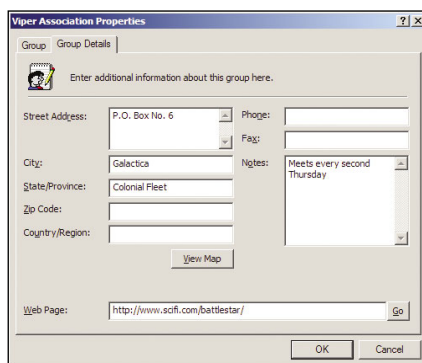 Viper Association Properties
Group
Group Details
Enter additional information about this group here.
Street Address:
P.O. Box No. 6
City:
Galactica
State/Province:
Colonial Fleet
Zip Code:
Country/Region:
View Map
Phone:
Fax:
Notes:
Meets every second
Thursday
Web Page:
http://www.scifi.com/battlestar/
Go
OK
Cancel